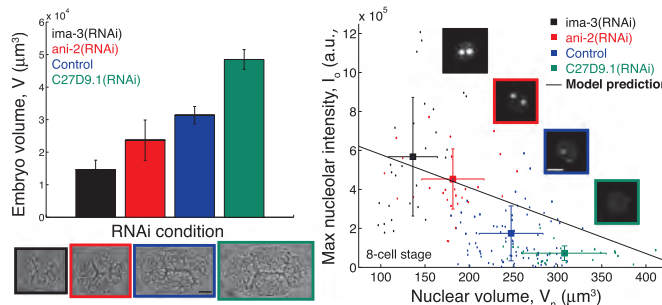 x 10⁴
6
5
4
3
2
1
0
Embryo volume, V (μm³)
ima-3(RNAi)
ani-2(RNAi)
Control
C27D9.1(RNAi)
RNAi condition
x 10⁵
12
10
8
6
4
2
0
Max nucleolar intensity, I (a.u.,
ima-3(RNAi)
ani-2(RNAi)
Control
C27D9.1(RNAi)
Model prediction
8-cell stage
100 150 200 250 300 350 400
Nuclear volume, Vn (μm³)